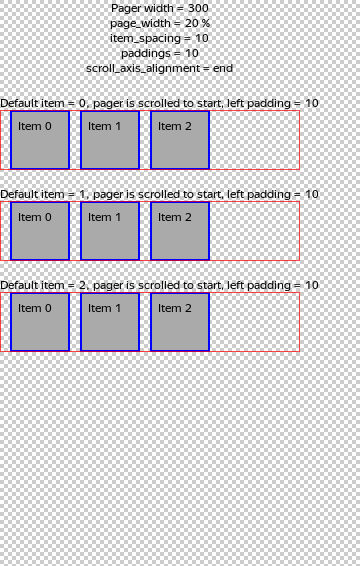 Pager width = 300
page_width = 20 %
item_spacing = 10
paddings = 10
scroll_axis_alignment = end
Default item = 0, pager is scrolled to start, left padding = 10
Item 0 Item 1 Item 2
Default item = 1, pager is scrolled to start, left padding = 10
Item 0 Item 1 Item 2
Default item = 2, pager is scrolled to start, left padding = 10
Item 0 Item 1 Item 2